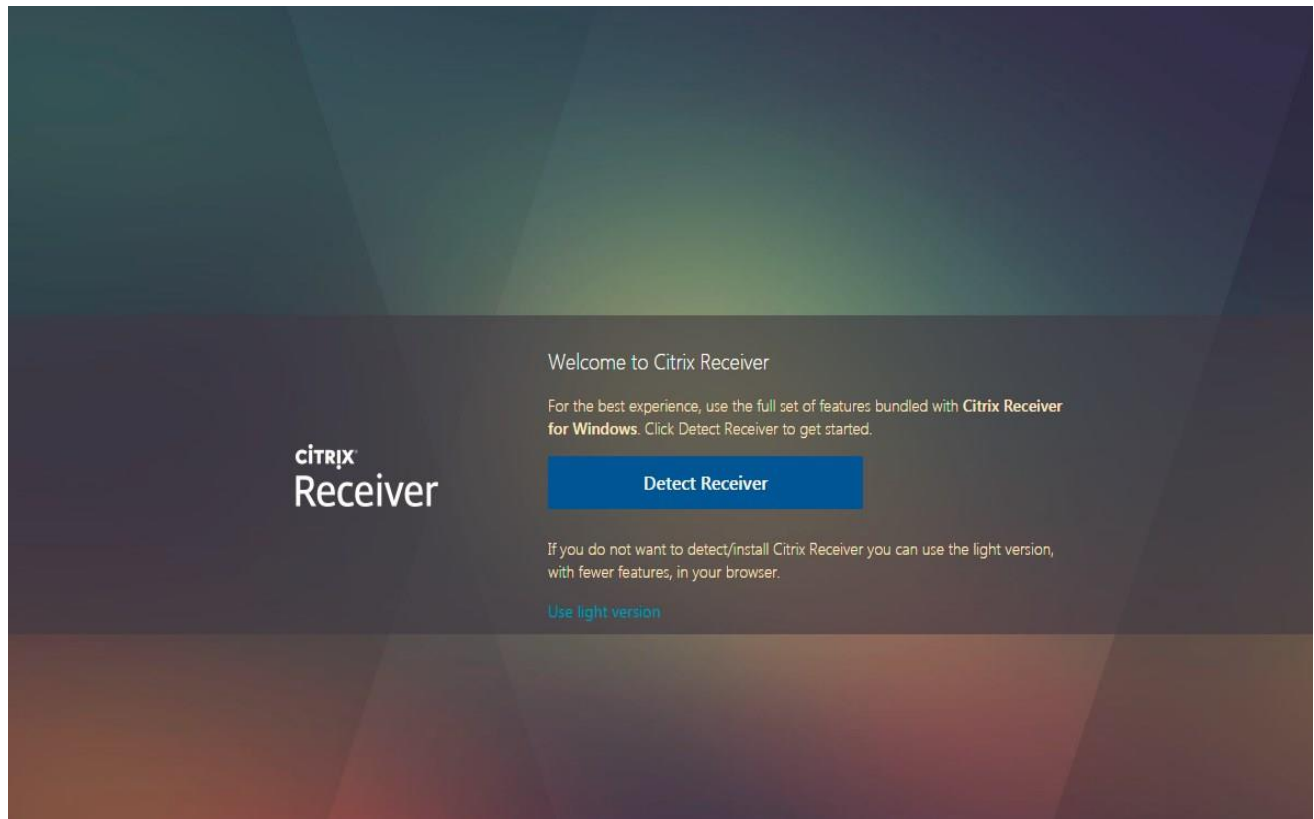 Welcome to Citrix Receiver
For the best experience, use the full set of features bundled with Citrix Receiver
for Windows. Click Detect Receiver to get started.
CİTRIX
Receiver
Detect Receiver
If you do not want to detect/install Citrix Receiver you can use the light version,
with fewer features, in your browser.
Use light version